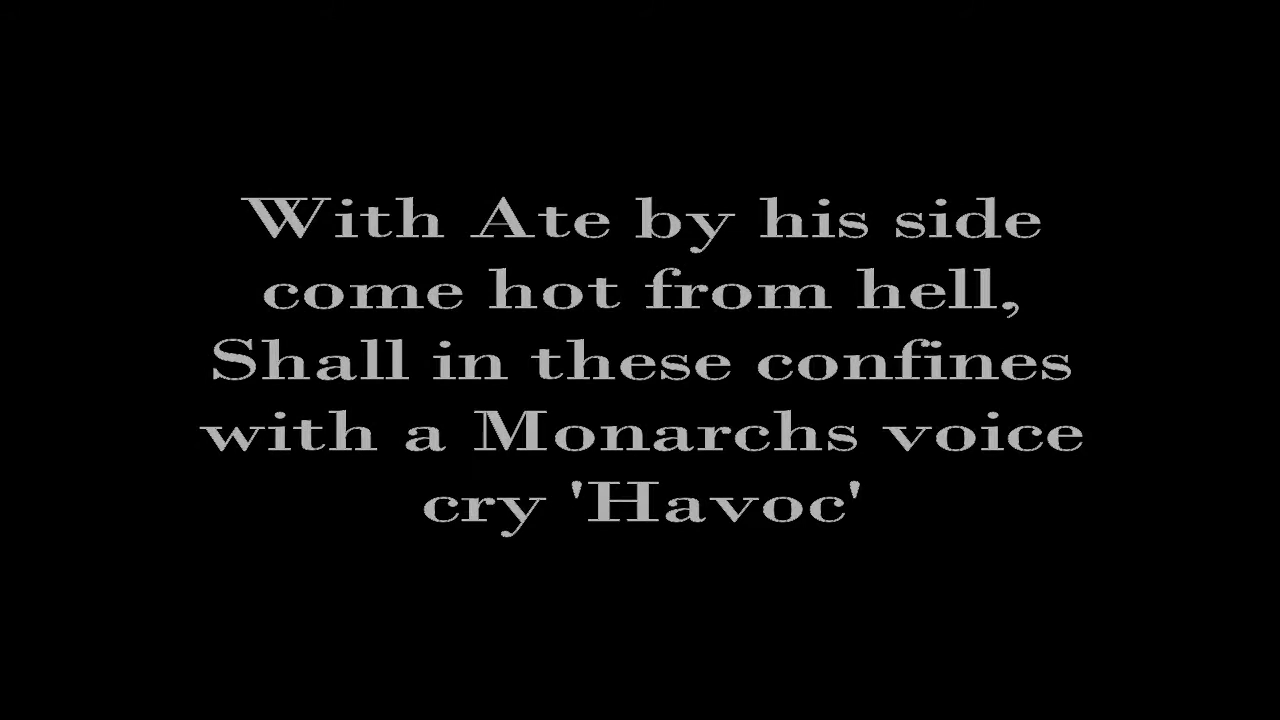 With Ate by his side
come hot from hell,
Shall in these confines
with a Monarchs voice
cry 'Havoc'